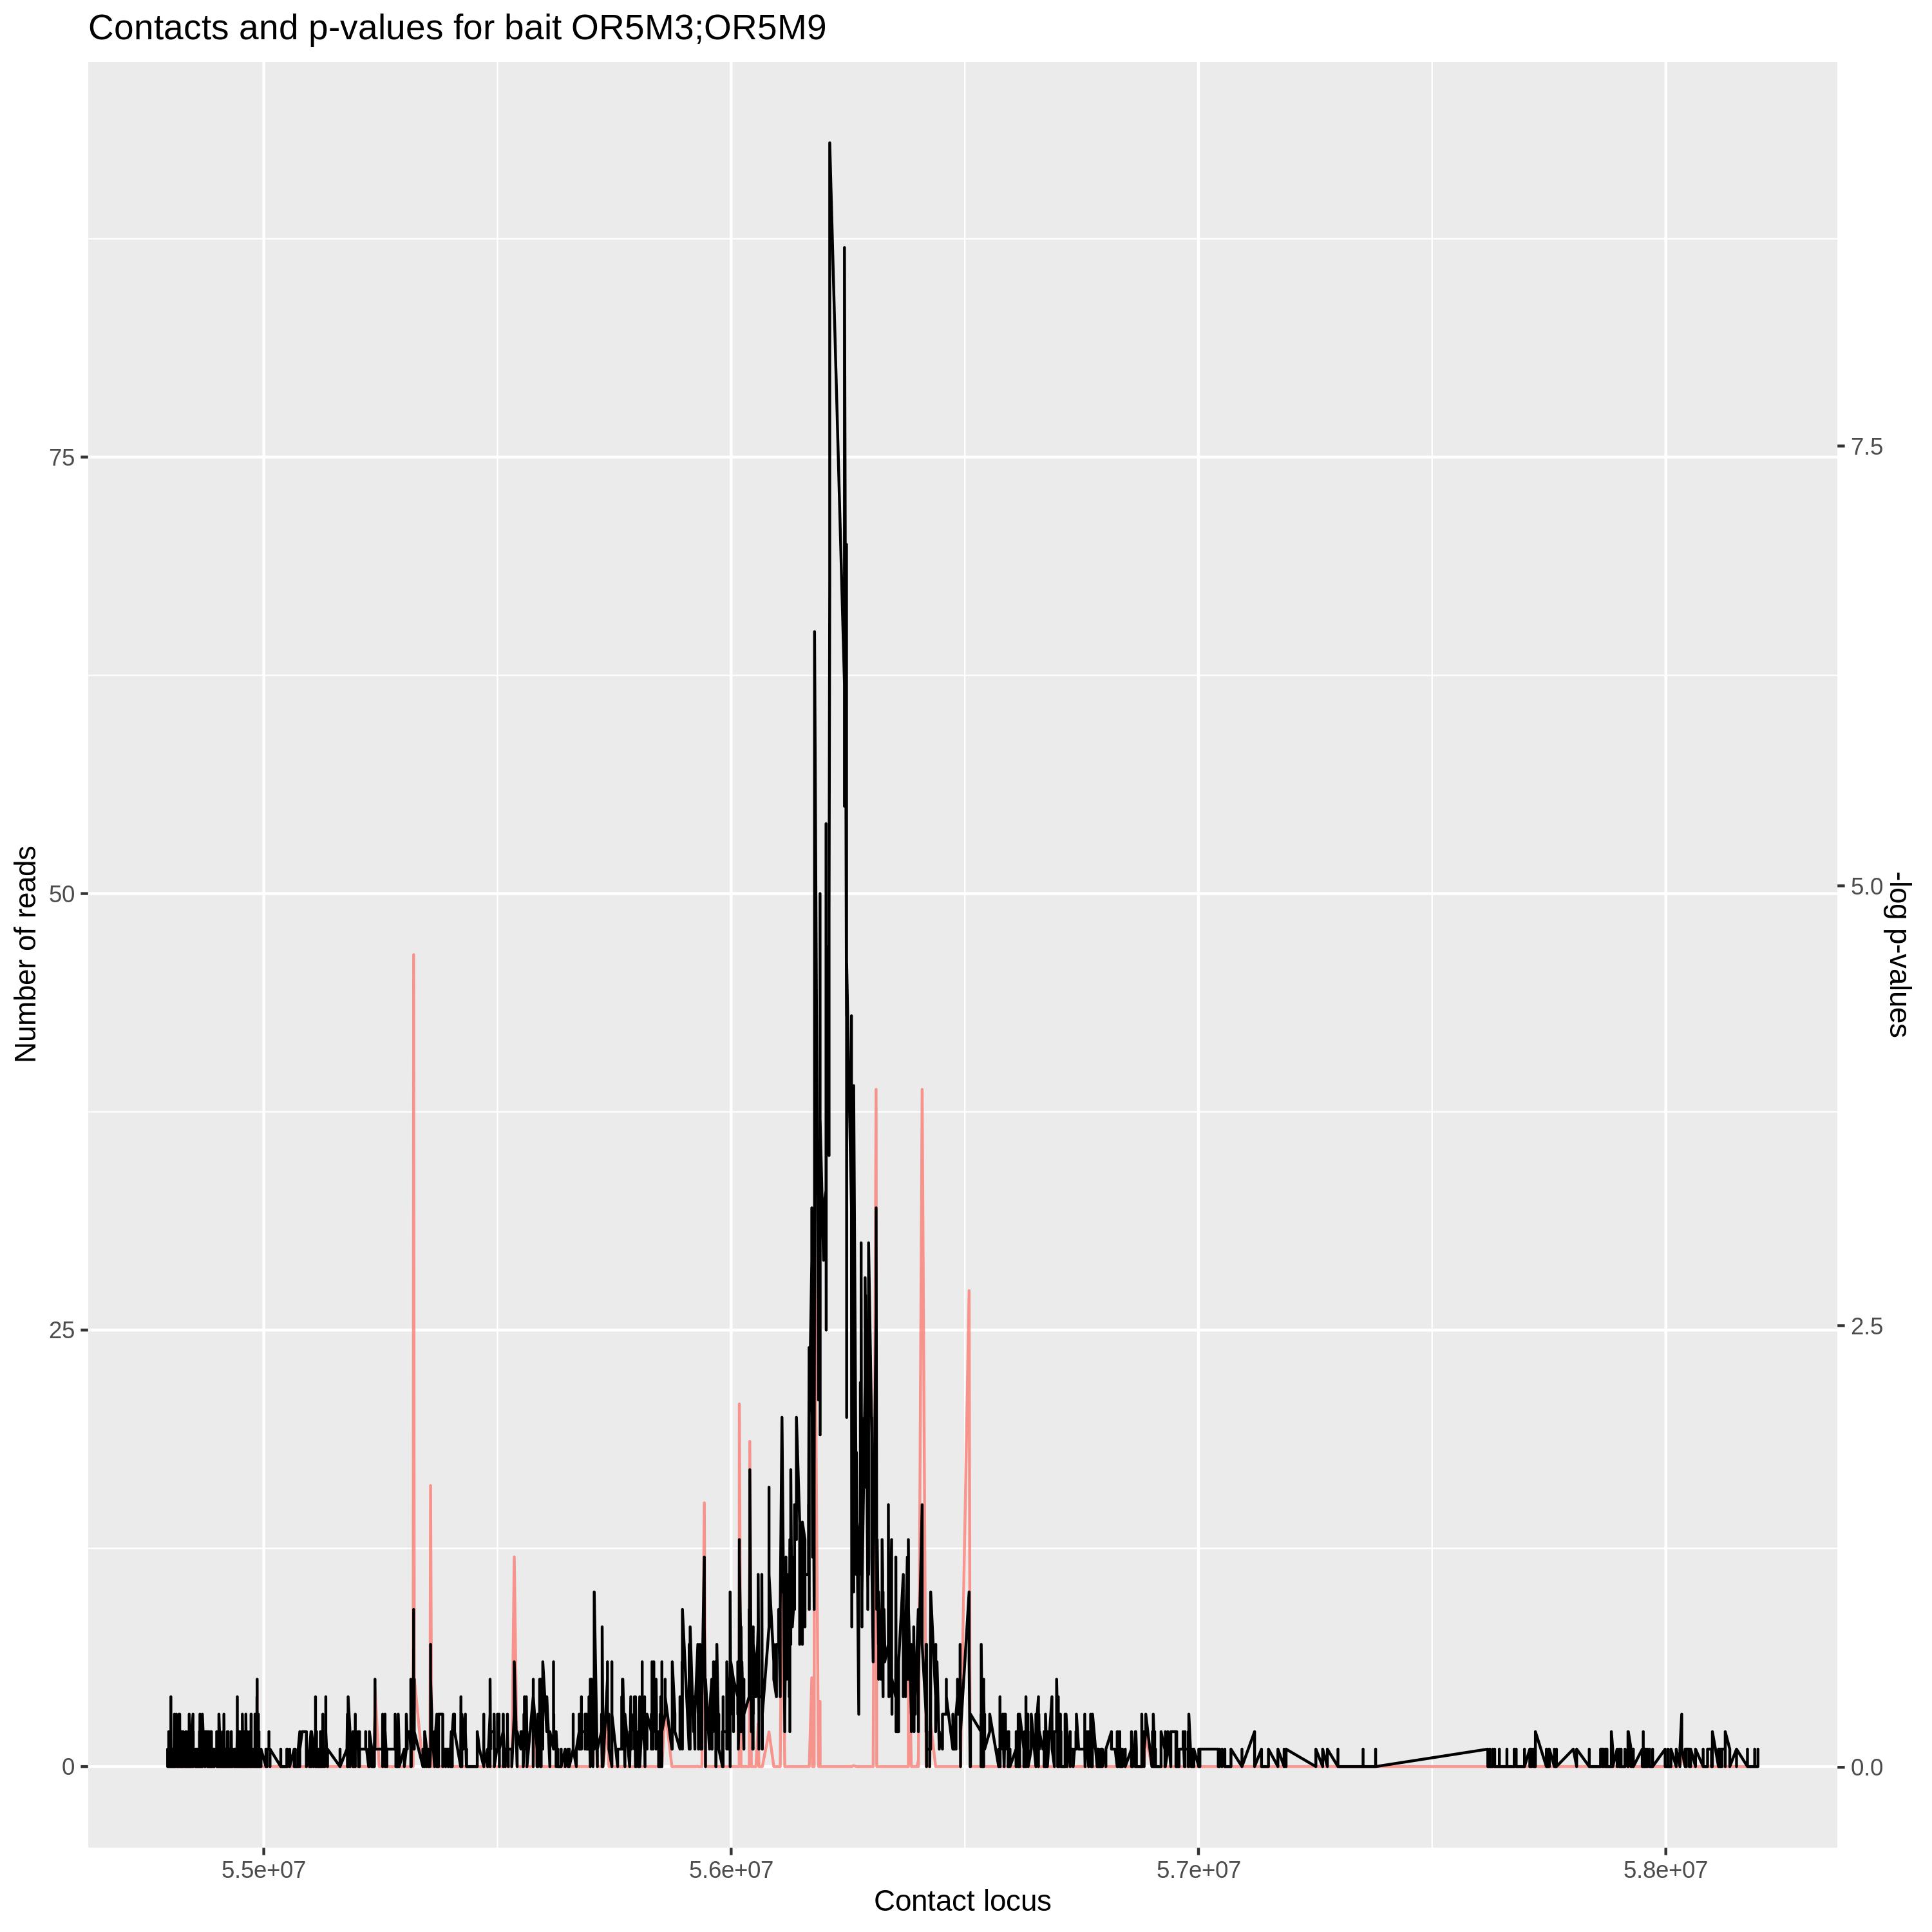 Contacts and p-values for bait OR5M3;OR5M9
Number of reads
75
50
25
0
7.5
5.0
2.5
0.0
-log p-values
5.5e+07
5.6e+07
5.7e+07
5.8e+07
Contact locus